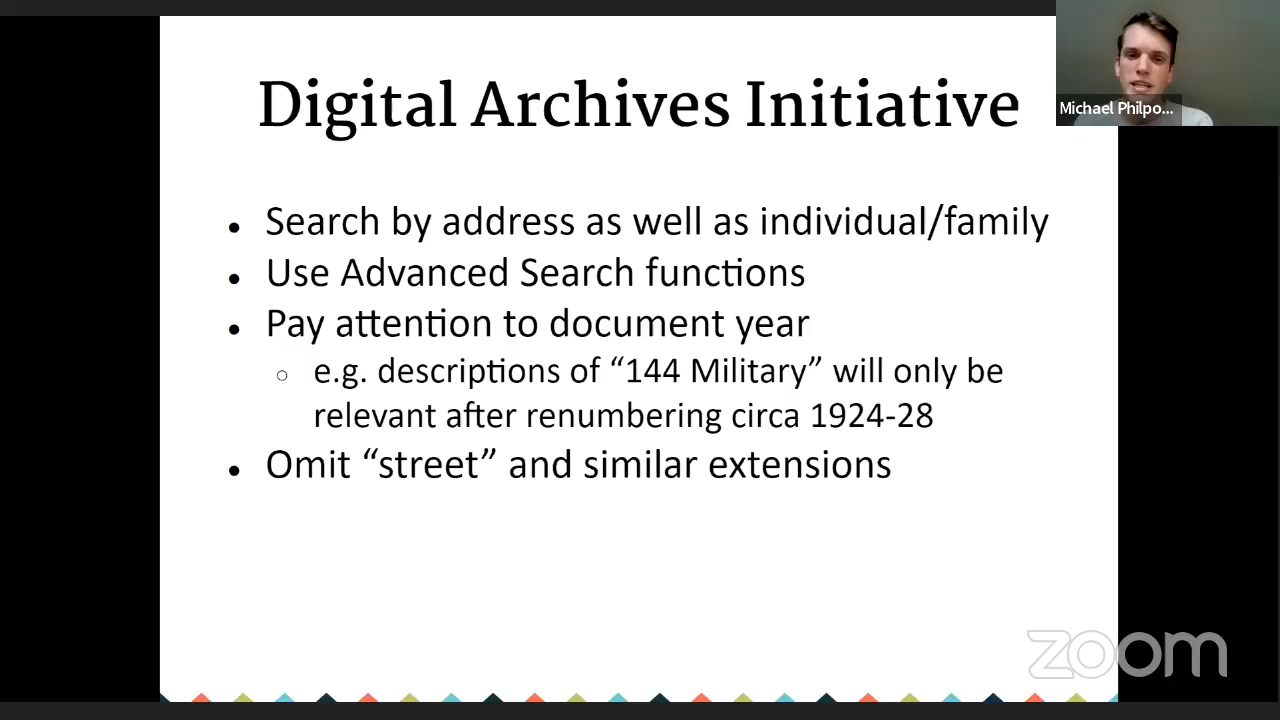 Digital Archives Initiative
Michael Philpo...
• Search by address as well as individual/family
• Use Advanced Search functions
• Pay attention to document year
○ e.g. descriptions of “144 Military” will only be
relevant after renumbering circa 1924-28
• Omit “street” and similar extensions
zoom